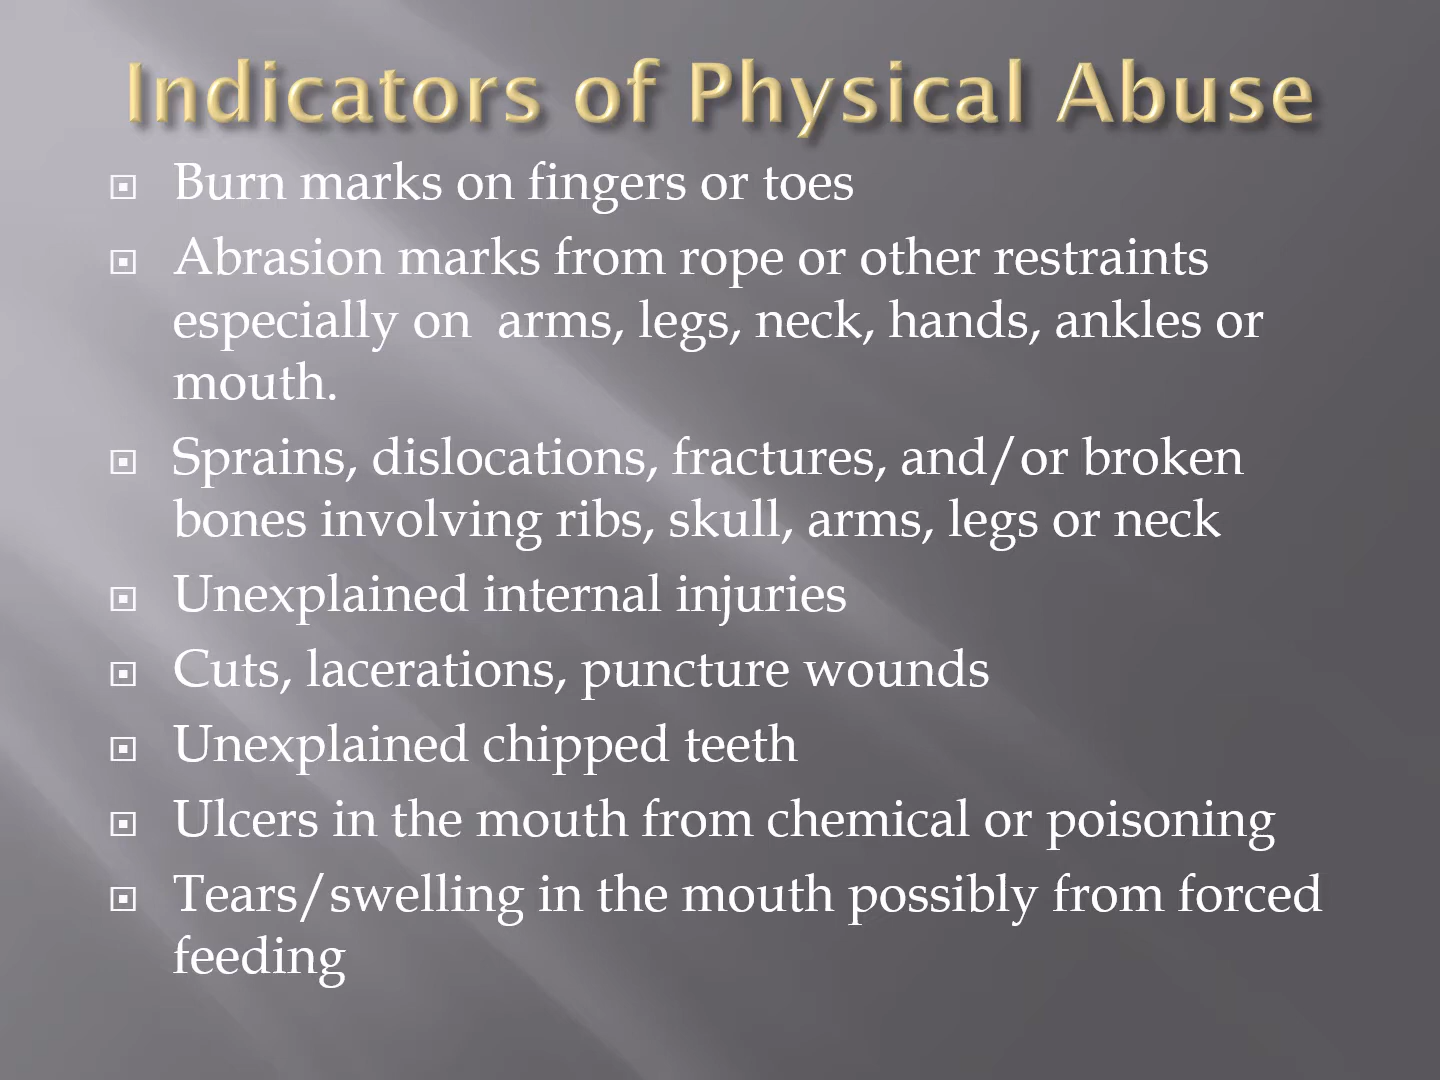 Indicators of Physical Abuse
Burn marks on fingers or toes
Abrasion marks from rope or other restraints
especially on  arms, legs, neck, hands, ankles or
mouth.
Sprains, dislocations, fractures, and/or broken
bones involving ribs, skull, arms, legs or neck
Unexplained internal injuries
Cuts, lacerations, puncture wounds
Unexplained chipped teeth
Ulcers in the mouth from chemical or poisoning
Tears/swelling in the mouth possibly from forced
feeding